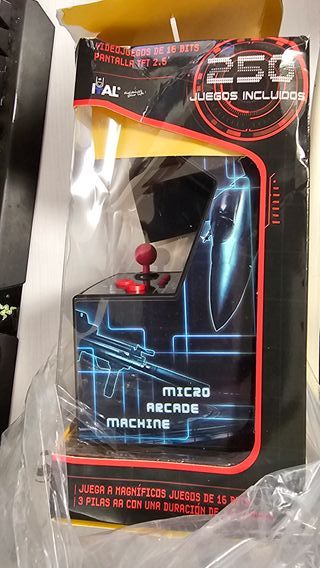 VIDEOJUEGOS DE 16 BITS
PANTALLA TFT 2.5"
250
JUEGOS INCLUIDOS
MICRO
ARCADE
MACHINE
JUEGA A MAGNÍFICOS JUEGOS DE 16 BI
3 PILAS AA CON UNA DURACIÓN DE